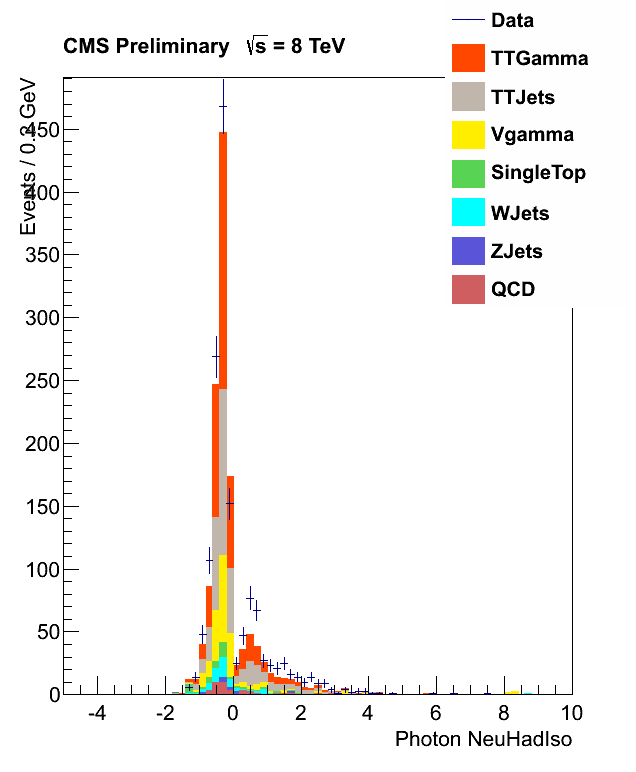 CMS Preliminary √s = 8 TeV
Data
TTGamma
TTJets
Vgamma
SingleTop
WJets
ZJets
QCD
Events / 0.2 GeV
450
400
350
300
250
200
150
100
50
0
-4 -2 0 2 4 6 8 10
Photon NeuHadIso